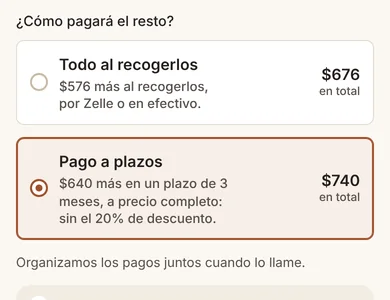 ¿Cómo pagará el resto?
Todo al recogerlos
$576 más al recogerlos,
por Zelle o en efectivo.
$676
en total
Pago a plazos
$640 más en un plazo de 3
meses, a precio completo:
sin el 20% de descuento.
$740
en total
Organizamos los pagos juntos cuando lo llame.